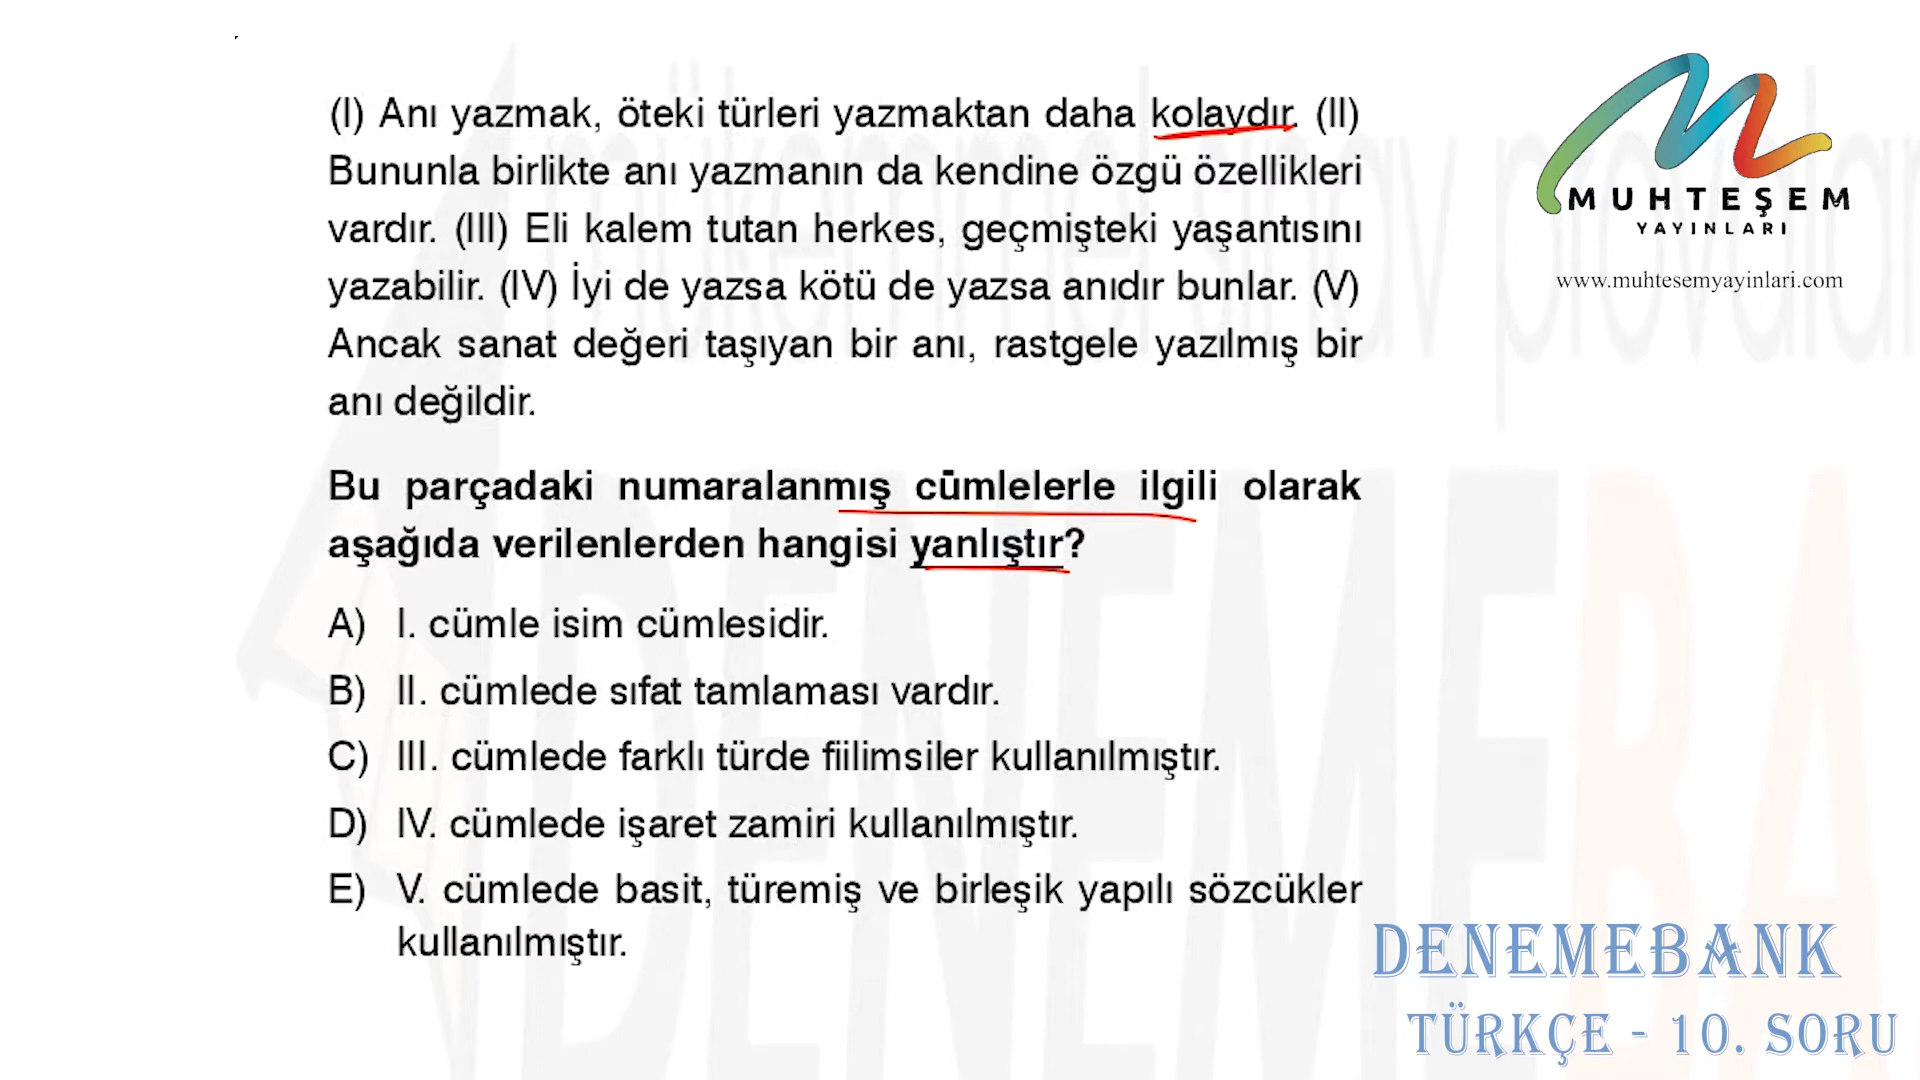 (I) Anı yazmak, öteki türleri yazmaktan daha kolaydır. (II)
Bununla birlikte anı yazmanın da kendine özgü özellikleri
vardır. (III) Eli kalem tutan herkes, geçmişteki yaşantısını
yazabilir. (IV) İyi de yazsa kötü de yazsa anıdır bunlar. (V)
Ancak sanat değeri taşıyan bir anı, rastgele yazılmış bir
anı değildir.
Bu parçadaki numaralanmış cümlelerle ilgili olarak
aşağıda verilenlerden hangisi yanlıştır?
A) I. cümle isim cümlesidir.
B) II. cümlede sıfat tamlaması vardır.
C) III. cümlede farklı türde fiilimsiler kullanılmıştır.
D) IV. cümlede işaret zamiri kullanılmıştır.
E) V. cümlede basit, türemiş ve birleşik yapılı sözcükler
kullanılmıştır.
MUHTEŞEM
YAYINLARI
www.muhtesemyayinlari.com
DENEMEBANK
TÜRKÇE - 10. SORU
mükemmel sınav provaları
DENEMEBA